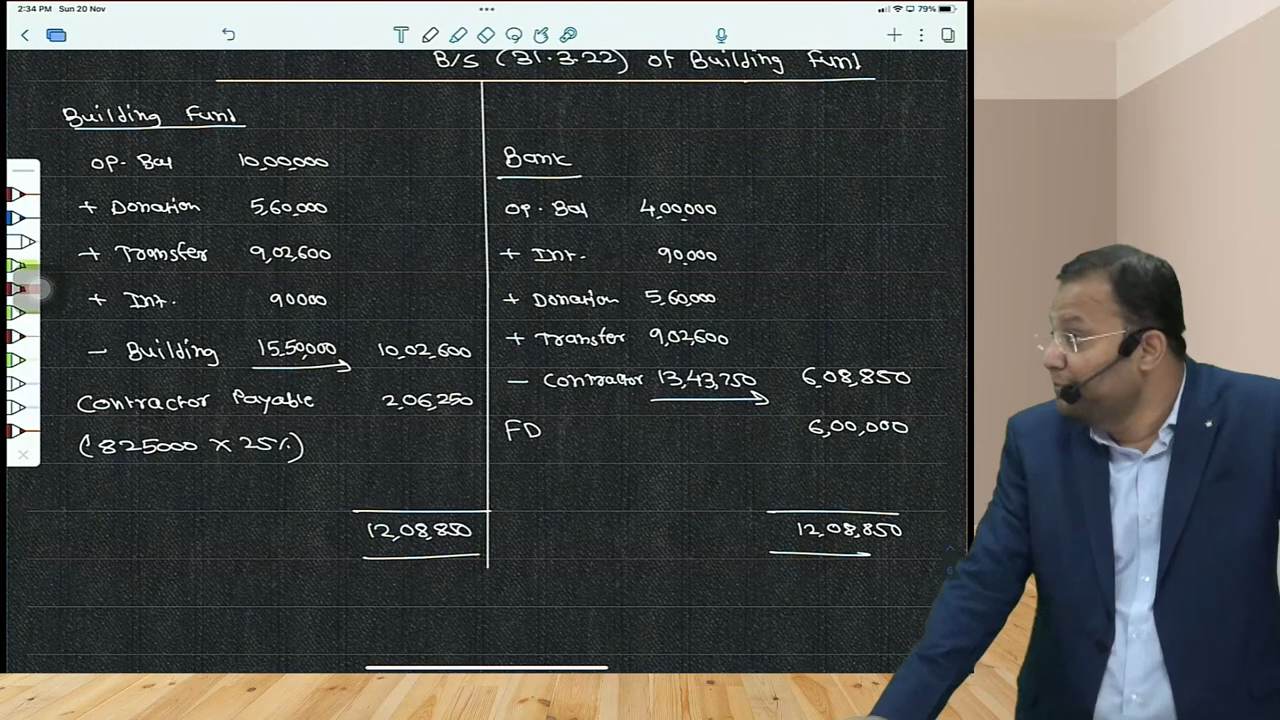 2:34 PM Sun 20 Nov
79%
B/S (31.3.22) of Building Fund
Building Fund
OP. Bal 10,00,000
+ Donation 5,60,000
+ Transfer 9,02,600
+ Int. 90000
- Building 15,50,000 10,02,600
Contractor Payable 2,06,250
(825000 × 25%)
12,08,850
Bank
OP. Bal 4,00,000
+ Int. 90,000
+ Donation 5,60,000
+ Transfer 9,02,600
- Contractor 13,43,750 6,08,850
FD 6,00,000
12,08,850